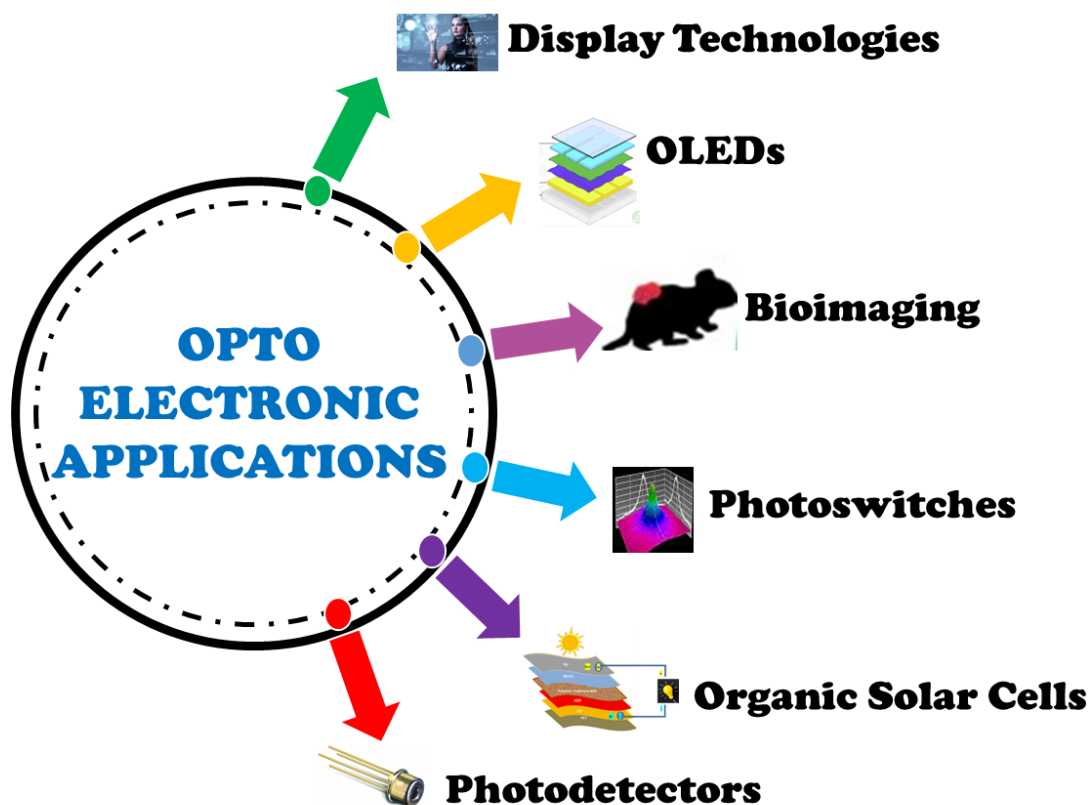 Display Technologies
OLEDs
Bioimaging
OPTO
ELECTRONIC
APPLICATIONS
Photoswitches
Organic Solar Cells
Photodetectors